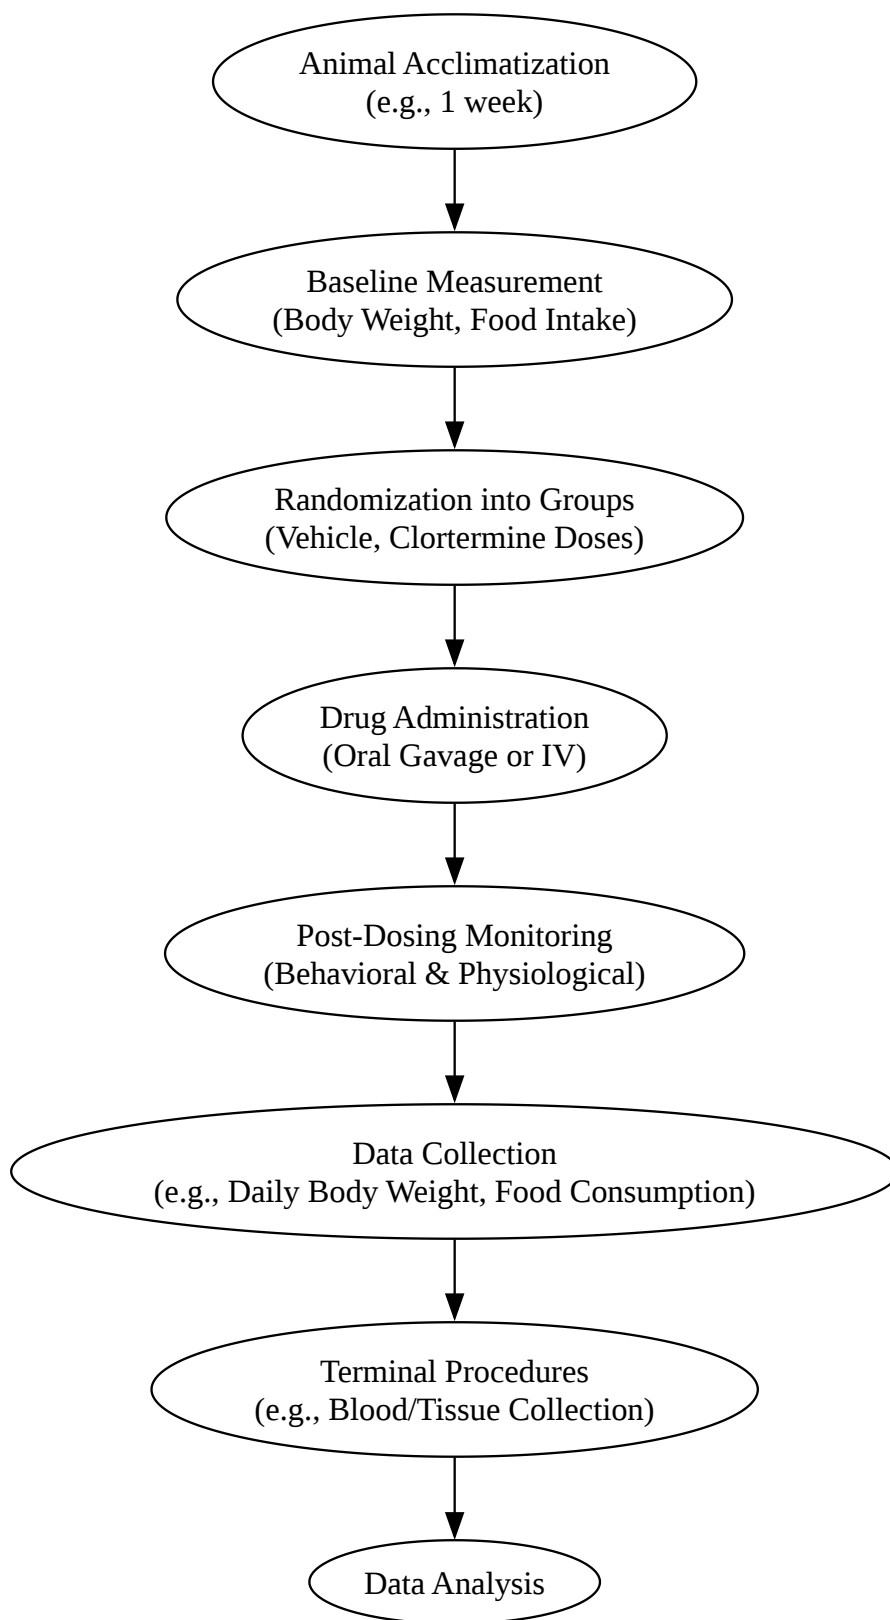 Animal Acclimatization
(e.g., 1 week)
Baseline Measurement
(Body Weight, Food Intake)
Randomization into Groups
(Vehicle, Clortermine Doses)
Drug Administration
(Oral Gavage or IV)
Post-Dosing Monitoring
(Behavioral & Physiological)
Data Collection
(e.g., Daily Body Weight, Food Consumption)
Terminal Procedures
(e.g., Blood/Tissue Collection)
Data Analysis